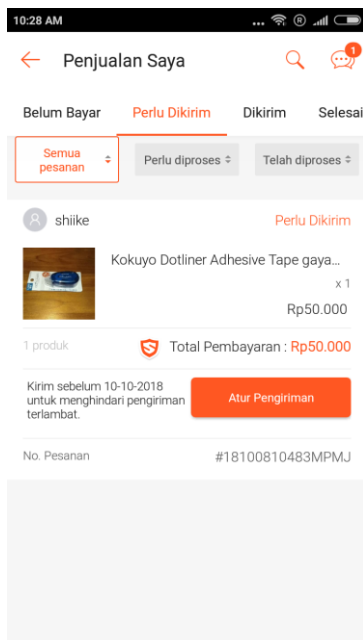 10:28 AM
Penjualan Saya
1
Belum Bayar
Perlu Dikirim
Dikirim
Selesai
Semua
pesanan
Perlu diproses
Telah diproses
shiike
Perlu Dikirim
Kokuyo Dotliner Adhesive Tape gaya...
x 1
Rp50.000
1 produk
Total Pembayaran : Rp50.000
Kirim sebelum 10-10-2018
untuk menghindari pengiriman
terlambat.
Atur Pengiriman
No. Pesanan
#18100810483MPMJ